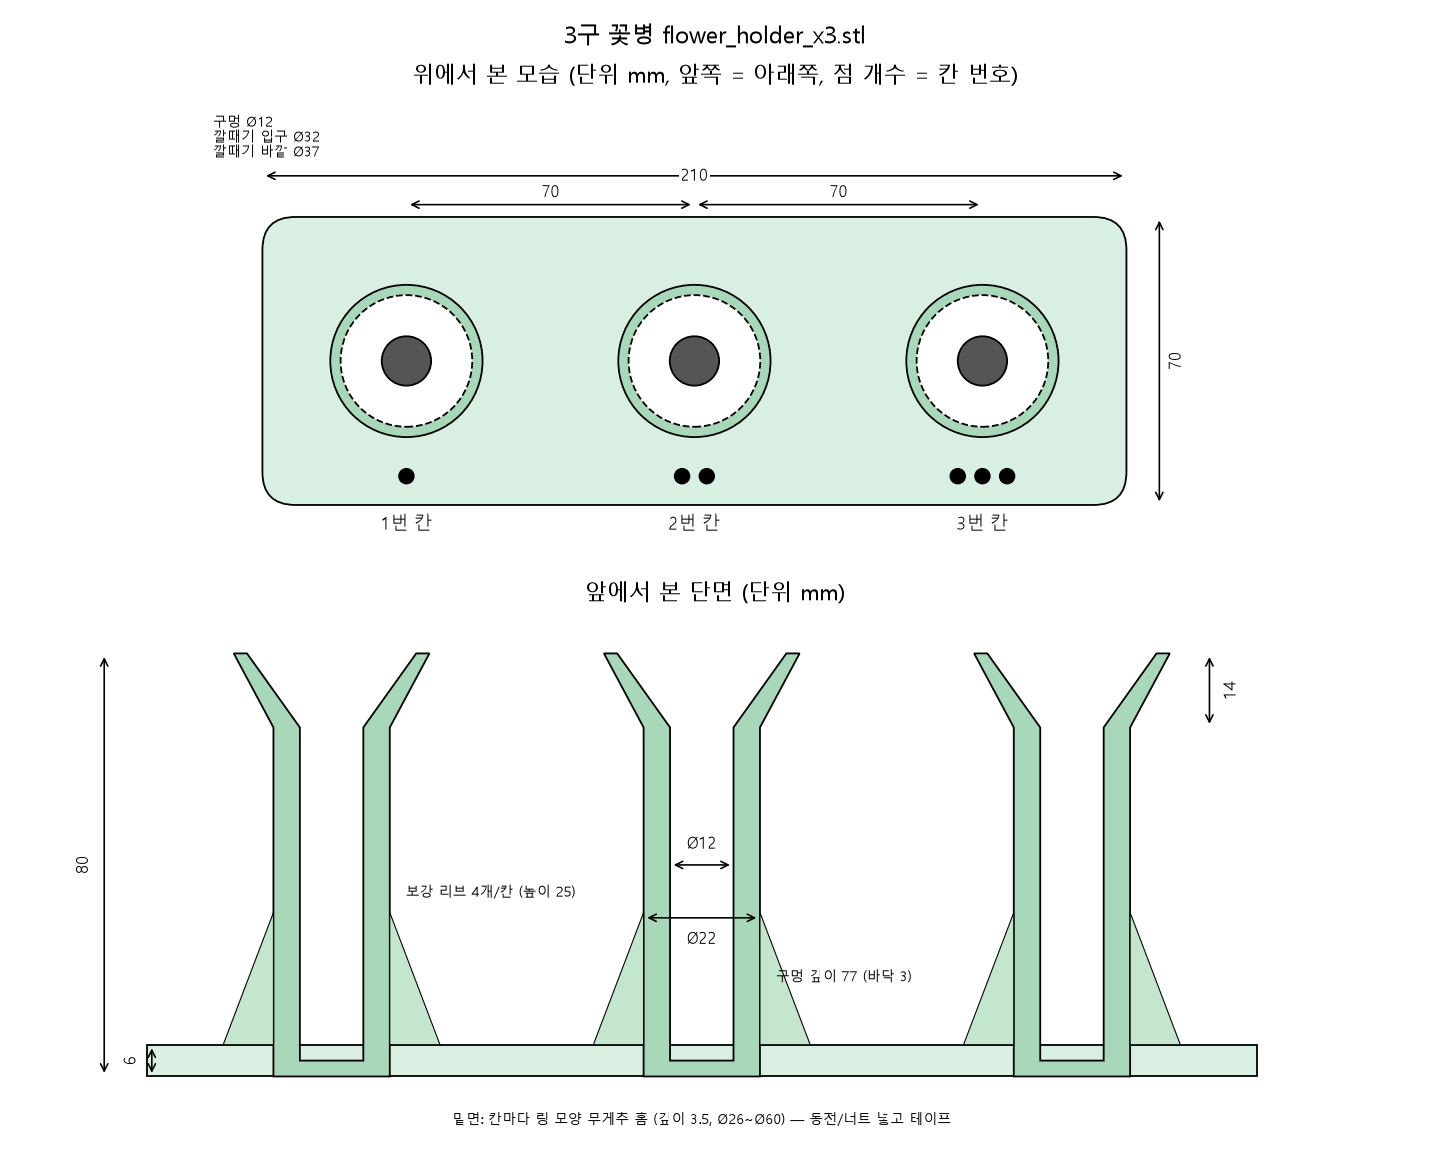 3구 꽃병 flower_holder_x3.stl
위에서 본 모습 (단위 mm, 앞쪽 = 아래쪽, 점 개수 = 칸 번호)
구멍 Ø12
깔때기 입구 Ø32
깔때기 바깥 Ø37
210
70
70
70
1번 칸
2번 칸
3번 칸
앞에서 본 단면 (단위 mm)
14
80
Ø12
보강 리브 4개/칸 (높이 25)
Ø22
구멍 깊이 77 (바닥 3)
6
밑면: 칸마다 링 모양 무게추 홈 (깊이 3.5, Ø26~Ø60) — 동전/너트 넣고 테이프